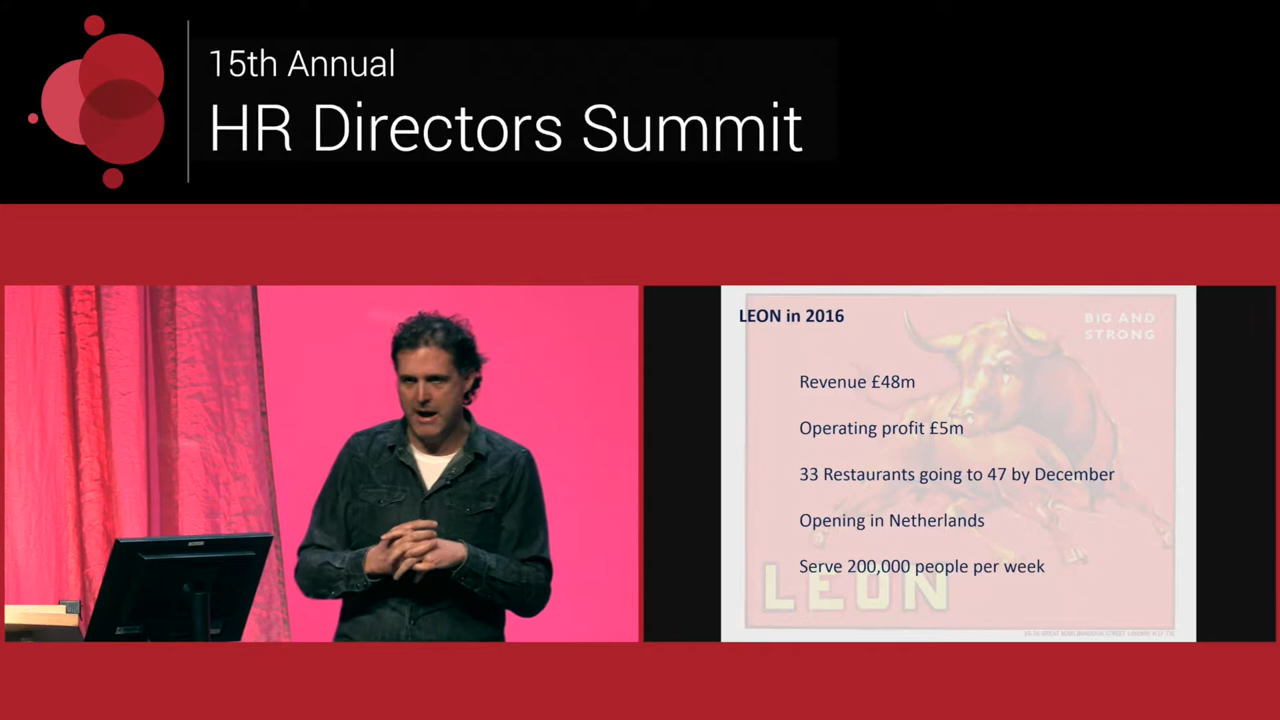 15th Annual
HR Directors Summit
LEON in 2016
BIG AND
STRONG
Revenue £48m
Operating profit £5m
33 Restaurants going to 47 by December
Opening in Netherlands
Serve 200,000 people per week
LEON